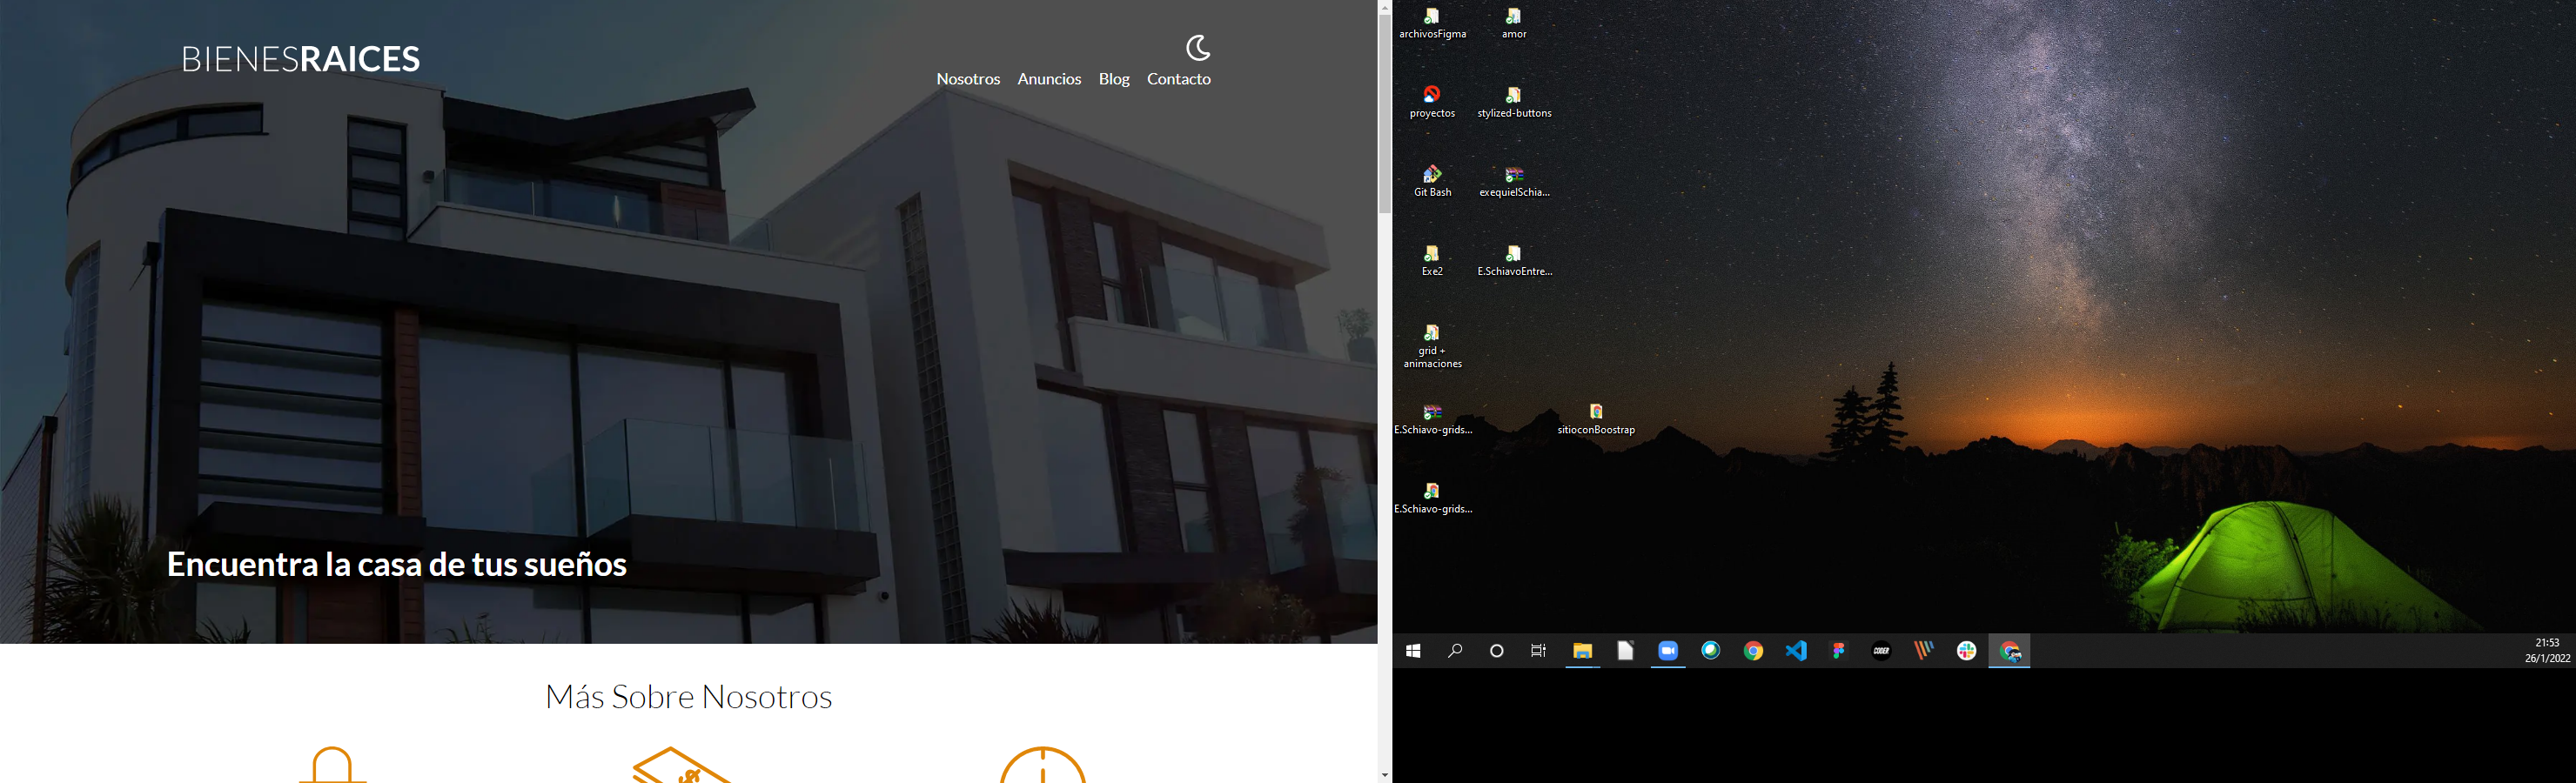 BIENESRAICES
Nosotros Anuncios Blog Contacto
Encuentra la casa de tus sueños
Más Sobre Nosotros
$
archivosFigma
amor
proyectos
stylized-buttons
Git Bash
exequielSchia...
Exe2
E.SchiavoEntre...
grid +
animaciones
E.Schiavo-grids...
sitioconBoostrap
E.Schiavo-grids...
CODER
21:53
26/1/2022